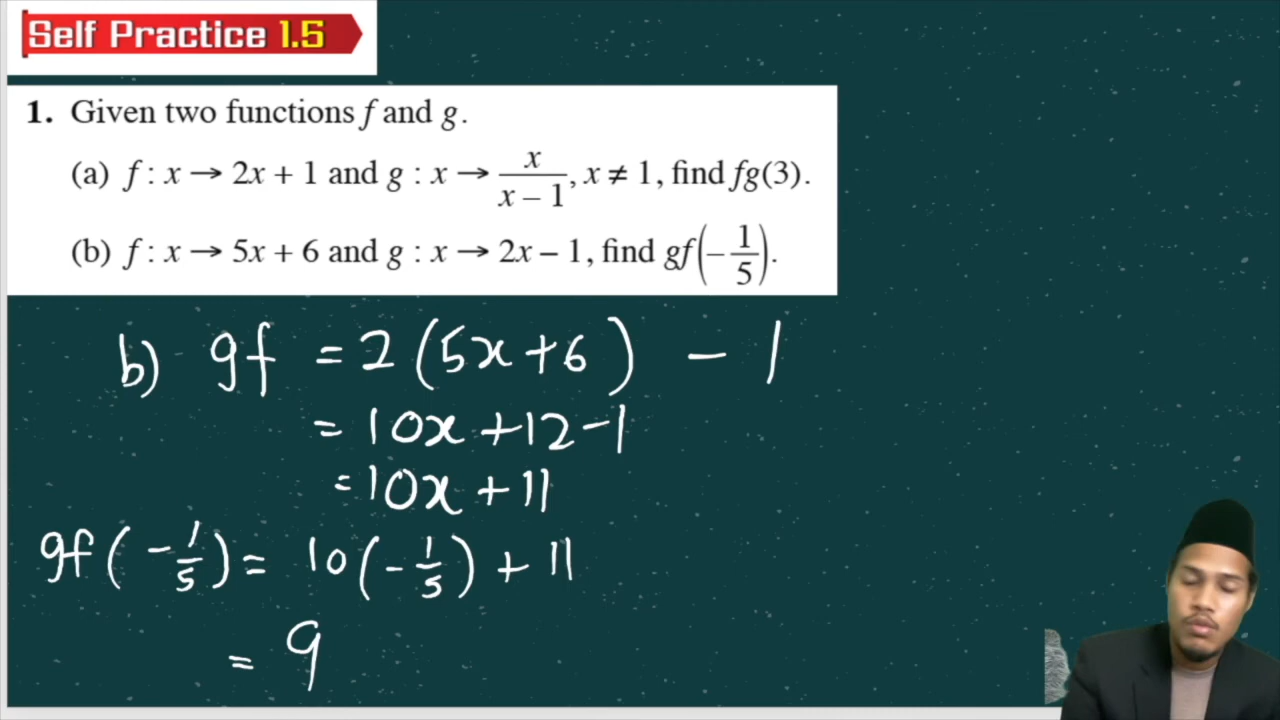 Self Practice 1.5
1. Given two functions f and g.
(a) f : x → 2x + 1 and g : x → x/(x – 1), x ≠ 1, find fg(3).
(b) f : x → 5x + 6 and g : x → 2x – 1, find gf(–1/5).
b) gf = 2(5x+6) – 1
= 10x +12-1
= 10x + 11
gf(-1/5) = 10(-1/5) + 11
= 9